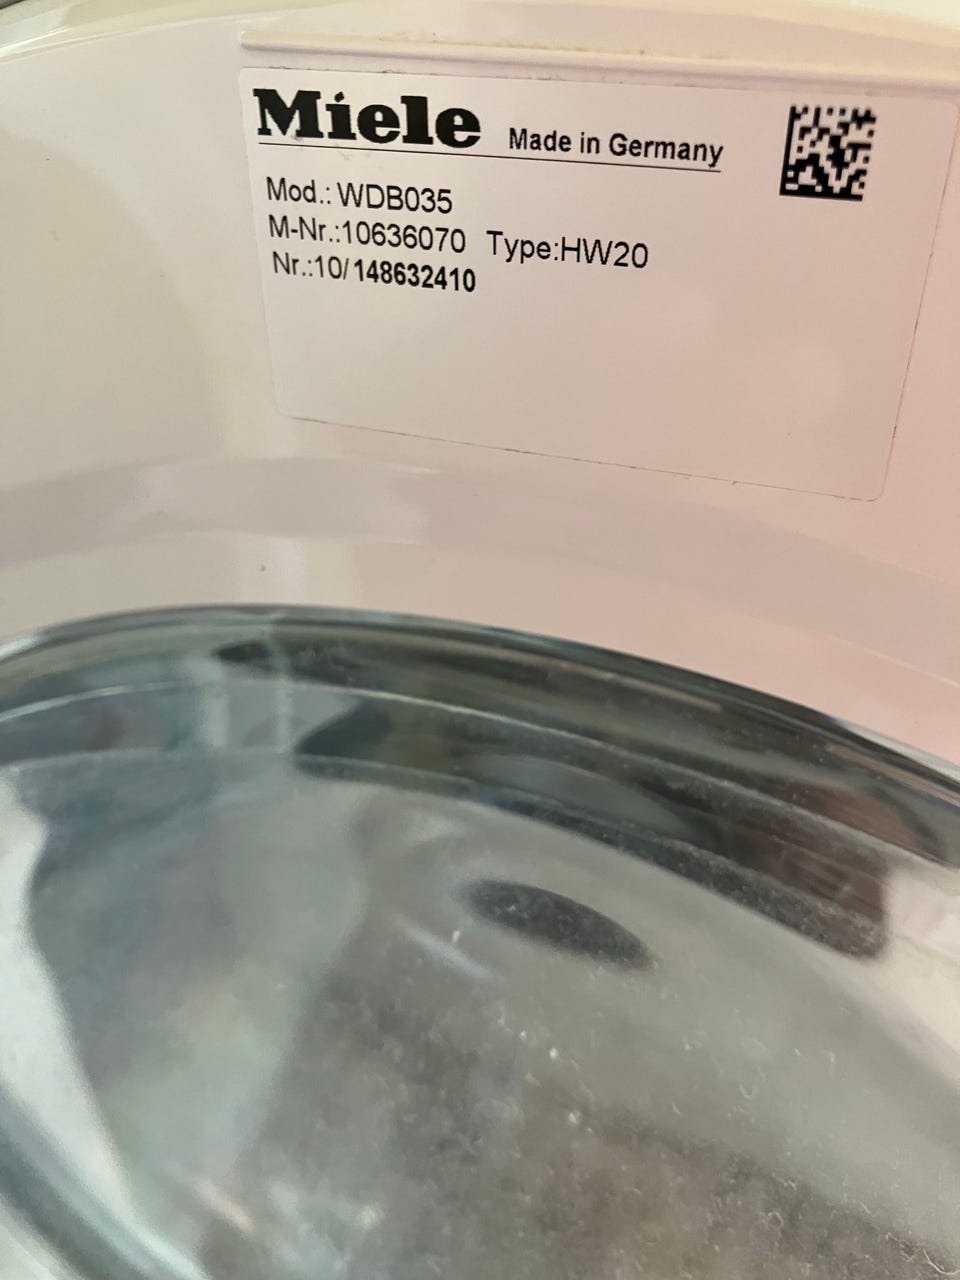 Miele Made in Germany
Mod.: WDB035
M-Nr.:10636070 Type:HW20
Nr.:10/148632410